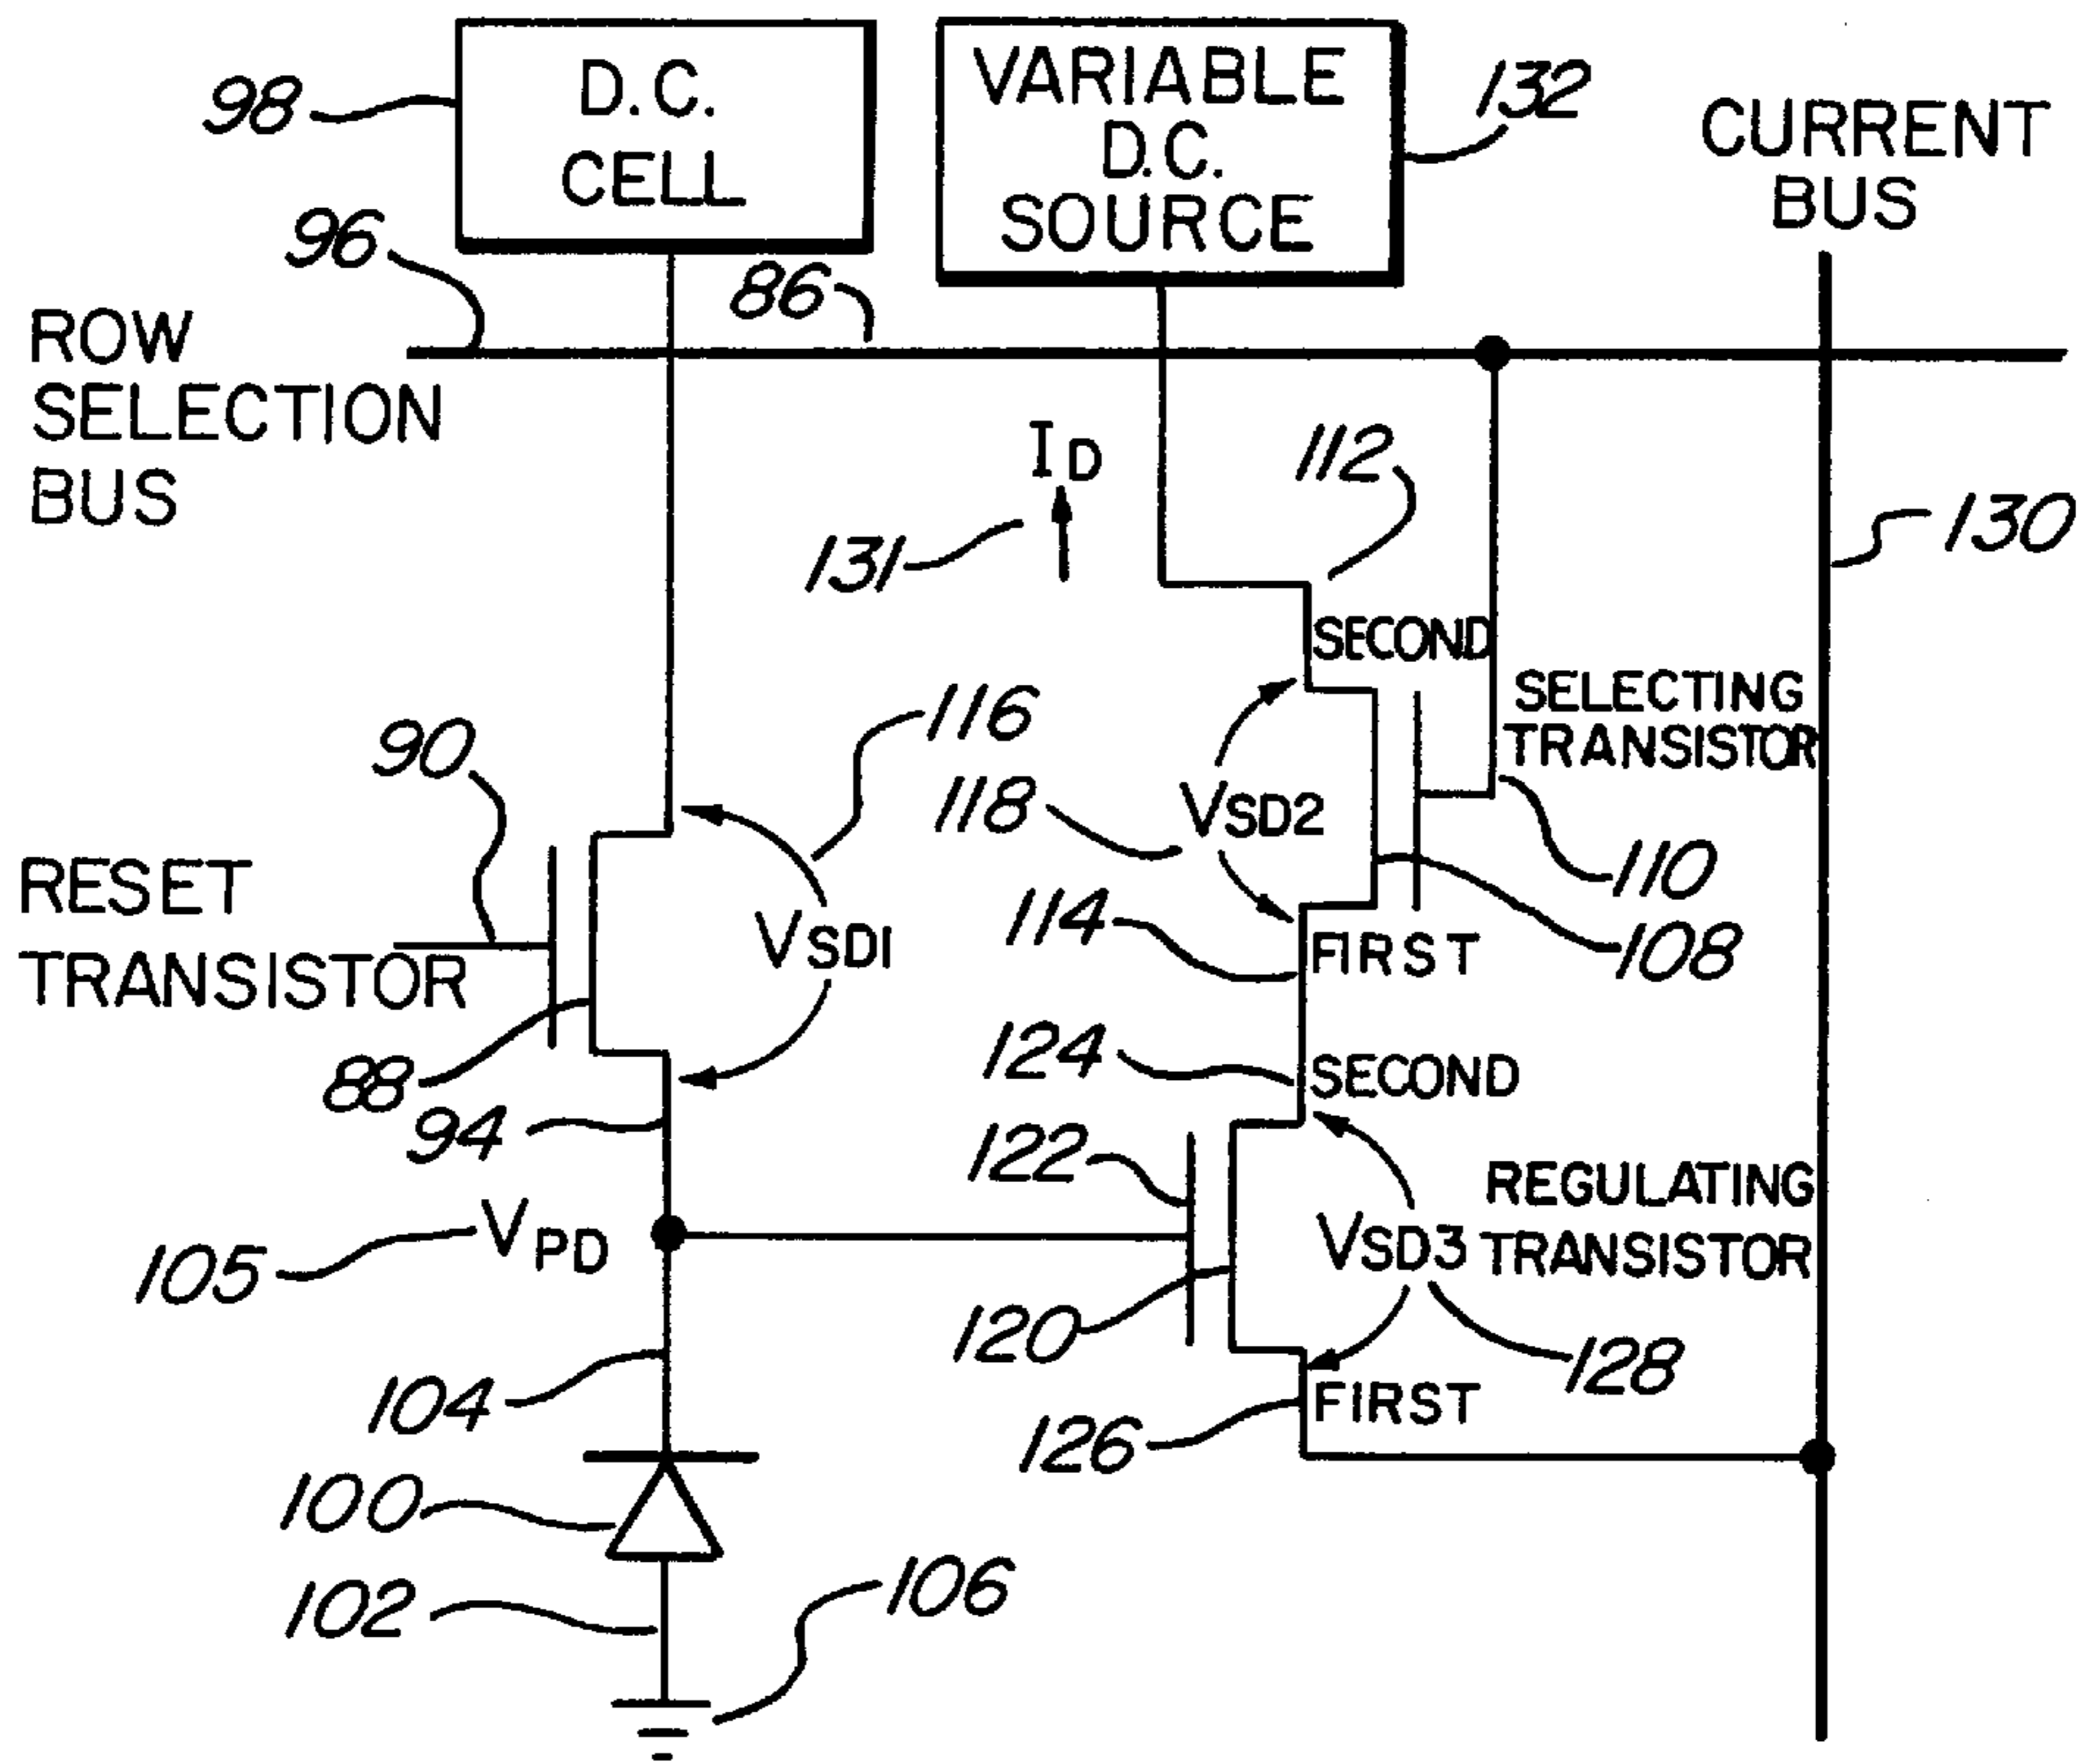 D.C.
CELL
VARIABLE
D.C.
SOURCE
98
132
CURRENT
BUS
96
86
ROW
SELECTION
BUS
ID
112
131
130
SECOND
SELECTING
TRANSISTOR
116
90
118
VSD2
110
RESET
TRANSISTOR
VSD1
114
FIRST
108
88
124
SECOND
94
122
REGULATING
TRANSISTOR
VPD
VSD3
105
120
128
104
FIRST
126
100
102
106